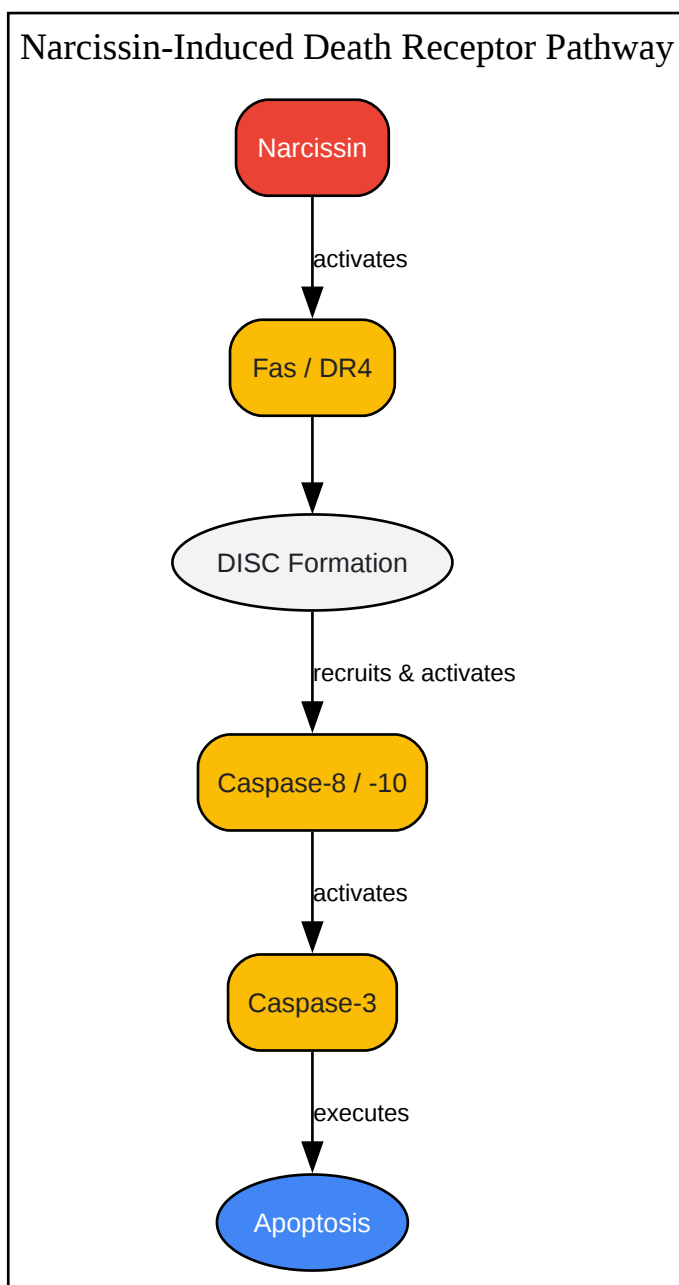 Narcissin-Induced Death Receptor Pathway
Narcissin
activates
Fas / DR4
DISC Formation
recruits & activates
Caspase-8 / -10
activates
Caspase-3
executes
Apoptosis